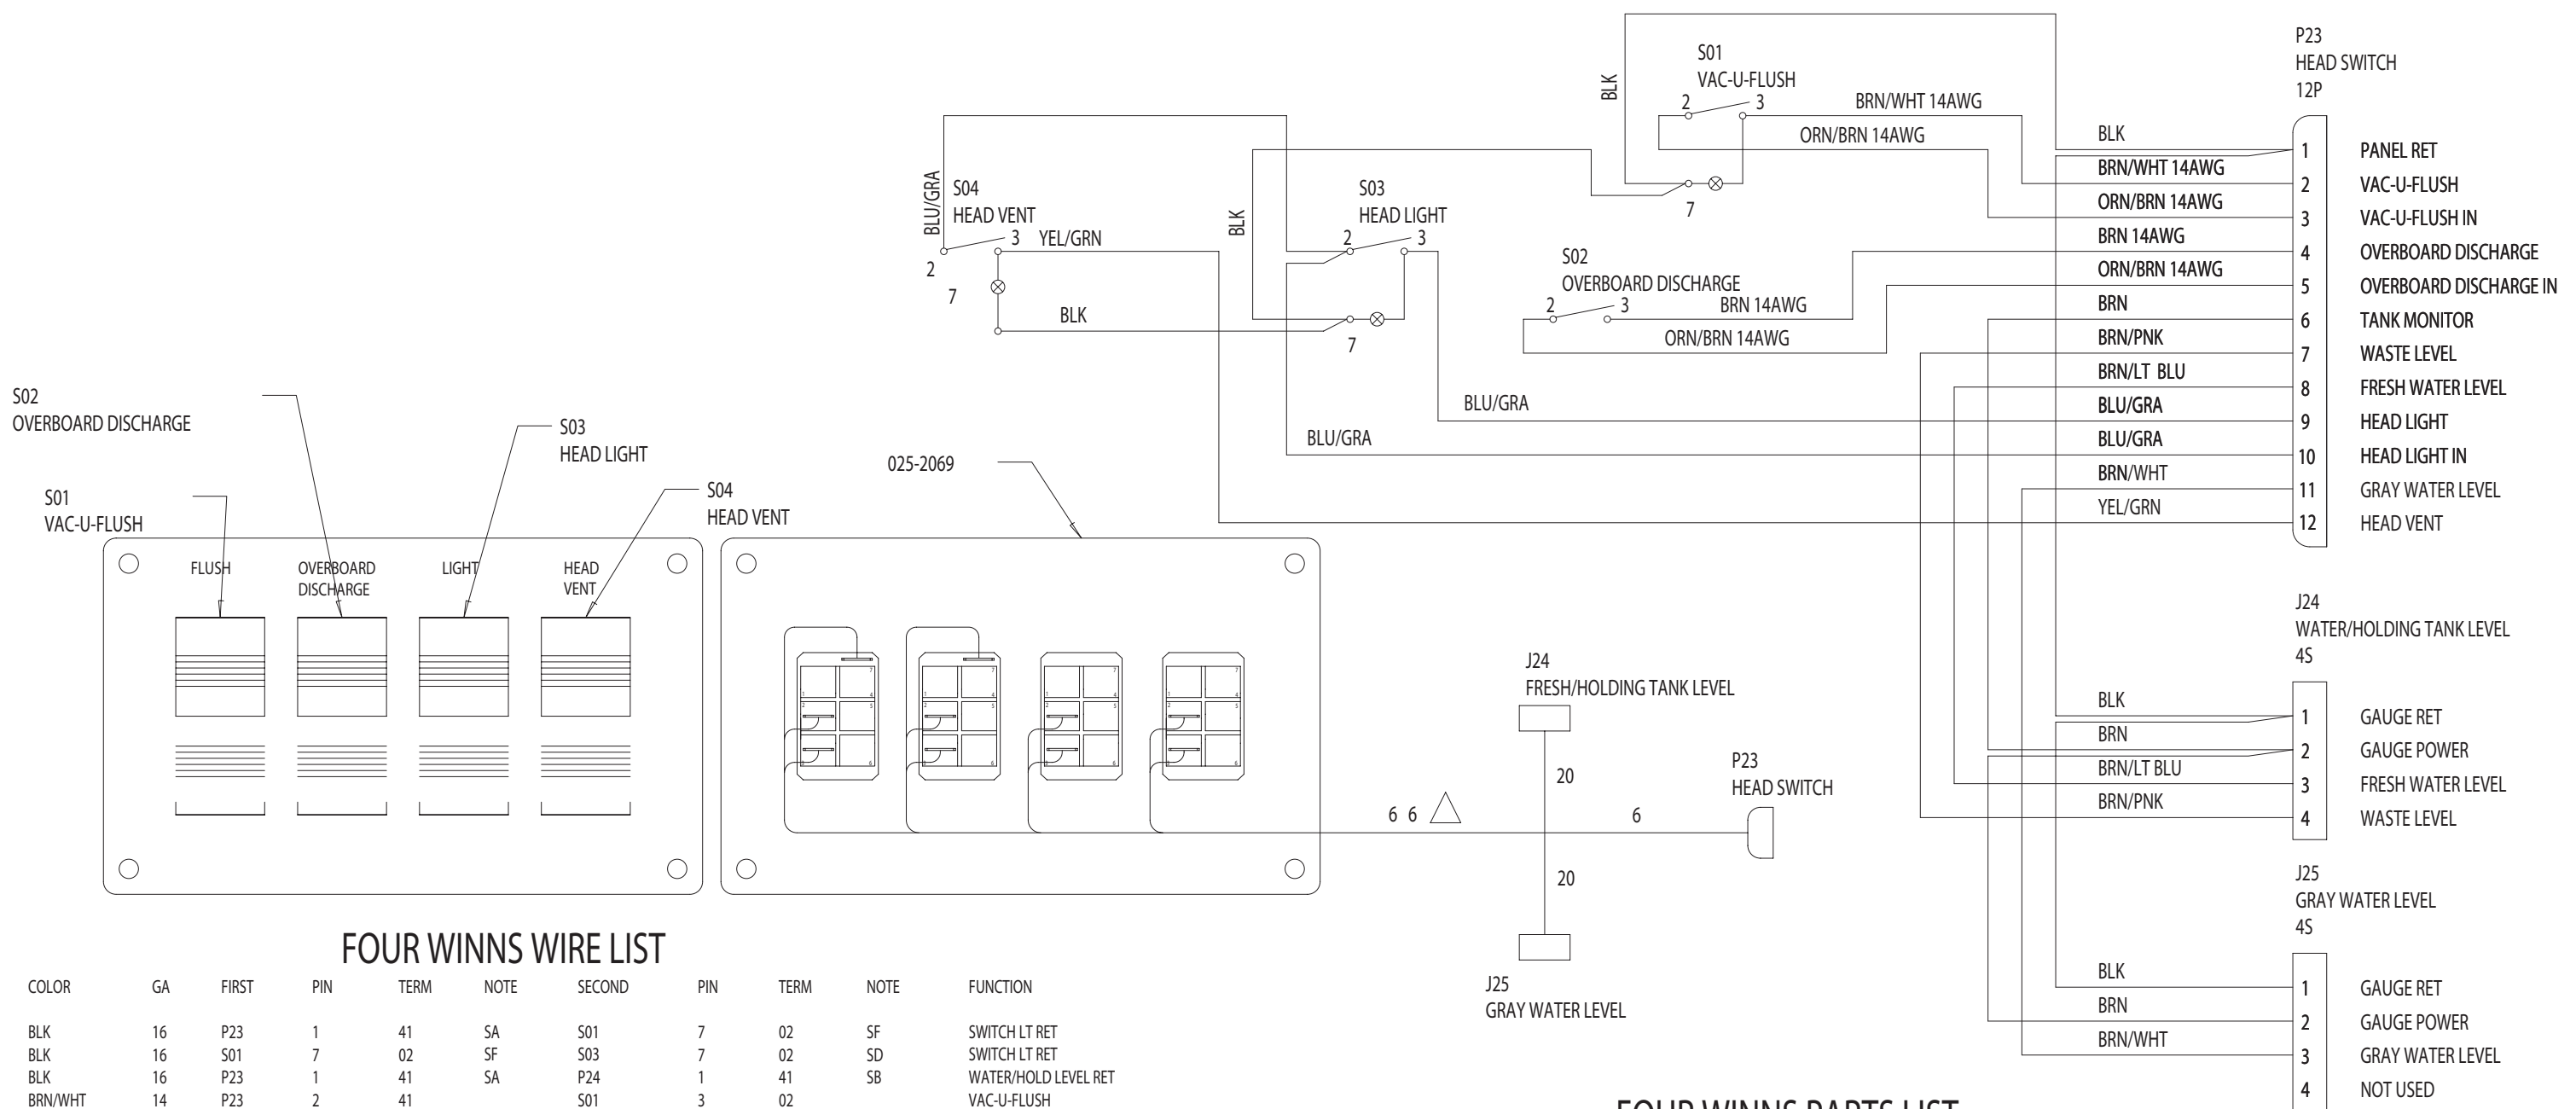 P23
HEAD SWITCH
12P
S01
VAC-U-FLUSH
BLK
2
3
BRN/WHT 14AWG
ORN/BRN 14AWG
7
BLU/GRA
S04
HEAD VENT
3
YEL/GRN
2
7
BLK
BLK
S03
HEAD LIGHT
2
3
7
S02
OVERBOARD DISCHARGE
2
3
BRN 14AWG
ORN/BRN 14AWG
BLU/GRA
BLU/GRA
BLK
1 PANEL RET
BRN/WHT 14AWG
2 VAC-U-FLUSH
ORN/BRN 14AWG
3 VAC-U-FLUSH IN
BRN 14AWG
4 OVERBOARD DISCHARGE
ORN/BRN 14AWG
5 OVERBOARD DISCHARGE IN
BRN
6 TANK MONITOR
BRN/PNK
7 WASTE LEVEL
BRN/LT BLU
8 FRESH WATER LEVEL
BLU/GRA
9 HEAD LIGHT
BLU/GRA
10 HEAD LIGHT IN
BRN/WHT
11 GRAY WATER LEVEL
YEL/GRN
12 HEAD VENT
S02
OVERBOARD DISCHARGE
S03
HEAD LIGHT
S01
VAC-U-FLUSH
S04
HEAD VENT
025-2069
FLUSH
OVERBOARD
DISCHARGE
LIGHT
HEAD
VENT
J24
FRESH/HOLDING TANK LEVEL
20
P23
HEAD SWITCH
6 6
6
20
J25
GRAY WATER LEVEL
J24
WATER/HOLDING TANK LEVEL
4S
BLK
1 GAUGE RET
BRN
2 GAUGE POWER
BRN/LT BLU
3 FRESH WATER LEVEL
BRN/PNK
4 WASTE LEVEL
J25
GRAY WATER LEVEL
4S
BLK
1 GAUGE RET
BRN
2 GAUGE POWER
BRN/WHT
3 GRAY WATER LEVEL
4 NOT USED
FOUR WINNS WIRE LIST
COLOR GA FIRST PIN TERM NOTE SECOND PIN TERM NOTE FUNCTION
BLK 16 P23 1 41 SA S01 7 02 SF SWITCH LT RET
BLK 16 S01 7 02 SF S03 7 02 SD SWITCH LT RET
BLK 16 P23 1 41 SA P24 1 41 SB WATER/HOLD LEVEL RET
BRN/WHT 14 P23 2 41 S01 3 02 VAC-U-FLUSH
FOUR WINNS PARTS LIST